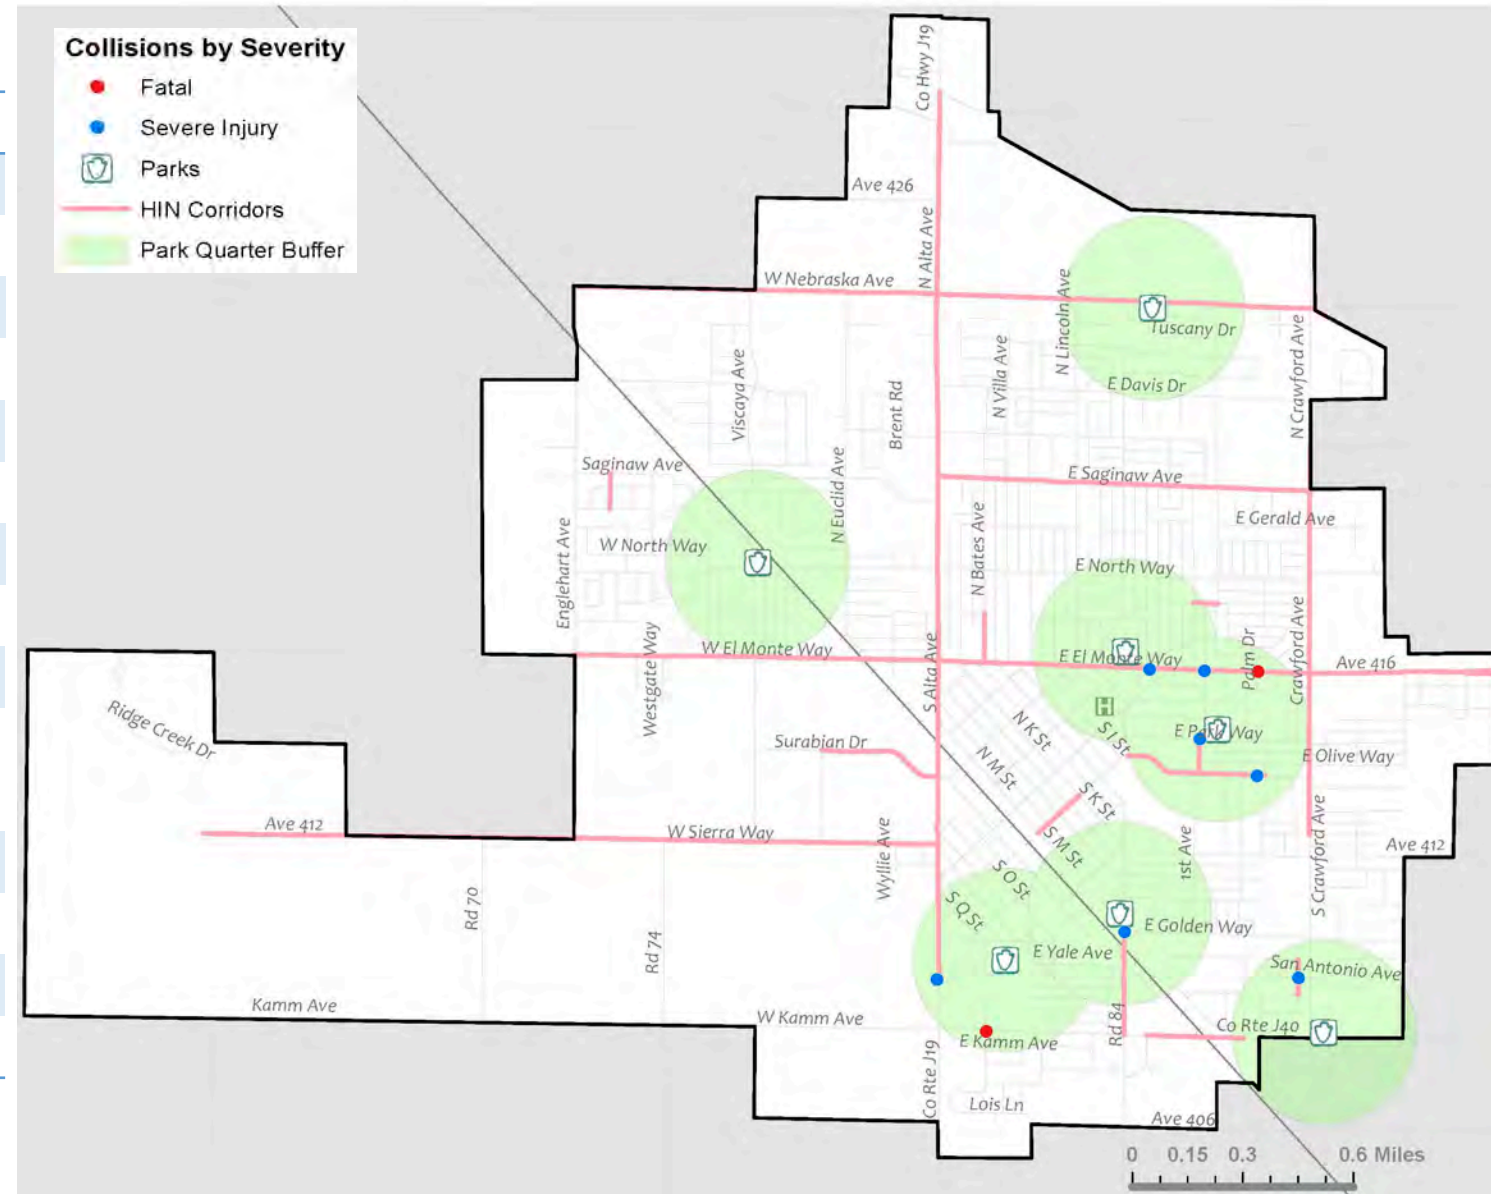 Collisions by Severity
Fatal
Severe Injury
Parks
HIN Corridors
Park Quarter Buffer
Co Hwy J19
Ave 426
N Alta Ave
W Nebraska Ave
N Lincoln Ave
Tuscany Dr
E Davis Dr
N Crawford Ave
N Villa Ave
Viscaya Ave
Brent Rd
Saginaw Ave
N Euclid Ave
E Saginaw Ave
E Gerald Ave
Englehart Ave
W North Way
N Bates Ave
E North Way
Westgate Way
W El Monte Way
S Alta Ave
E El Monte Way
Palm Dr
Crawford Ave
Ave 416
H
Ridge Creek Dr
Surabian Dr
N K St
S I St
E Park Way
E Olive Way
N M St
S K St
Ave 412
W Sierra Way
Wyllie Ave
S M St
1st Ave
S Crawford Ave
Ave 412
S O St
S Q St
Rd 70
Rd 74
E Golden Way
E Yale Ave
San Antonio Ave
Kamm Ave
W Kamm Ave
E Kamm Ave
Rd 84
Co Rte J40
Co Rte J19
Lois Ln
Ave 406
0 0.15 0.3 0.6 Miles